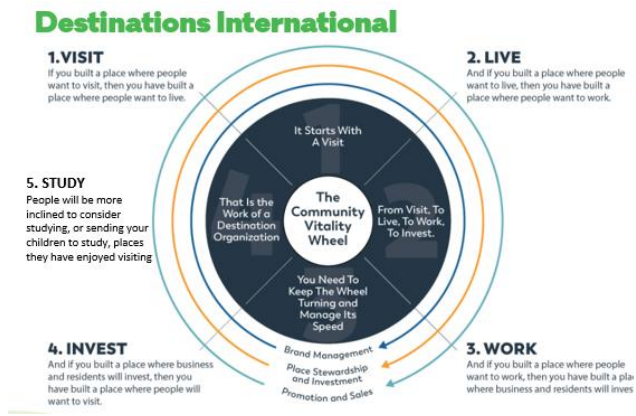 Destinations International
1.VISIT
If you built a place where people
want to visit, then you have built a
place where people want to live.
2. LIVE
And if you built a place where people
want to live, then you have built a
place where people want to work.
It Starts With
A Visit
1
5. STUDY
People will be more
inclined to consider
studying, or sending your
children to study, places
they have enjoyed visiting
That Is the
Work of a
Destination
Organization
4
The
Community
Vitality
Wheel
From Visit, To
Live, To Work,
To Invest.
2
You Need To
Keep The Wheel
Turning and
Manage Its
Speed
3
Brand Management
Place Stewardship
and Investment
Promotion and Sales
4. INVEST
And if you built a place where business
and residents will invest, then you
have built a place where people will
want to visit.
3. WORK
And if you built a place where people
want to work, then you have built a plac
where business and residents will inves